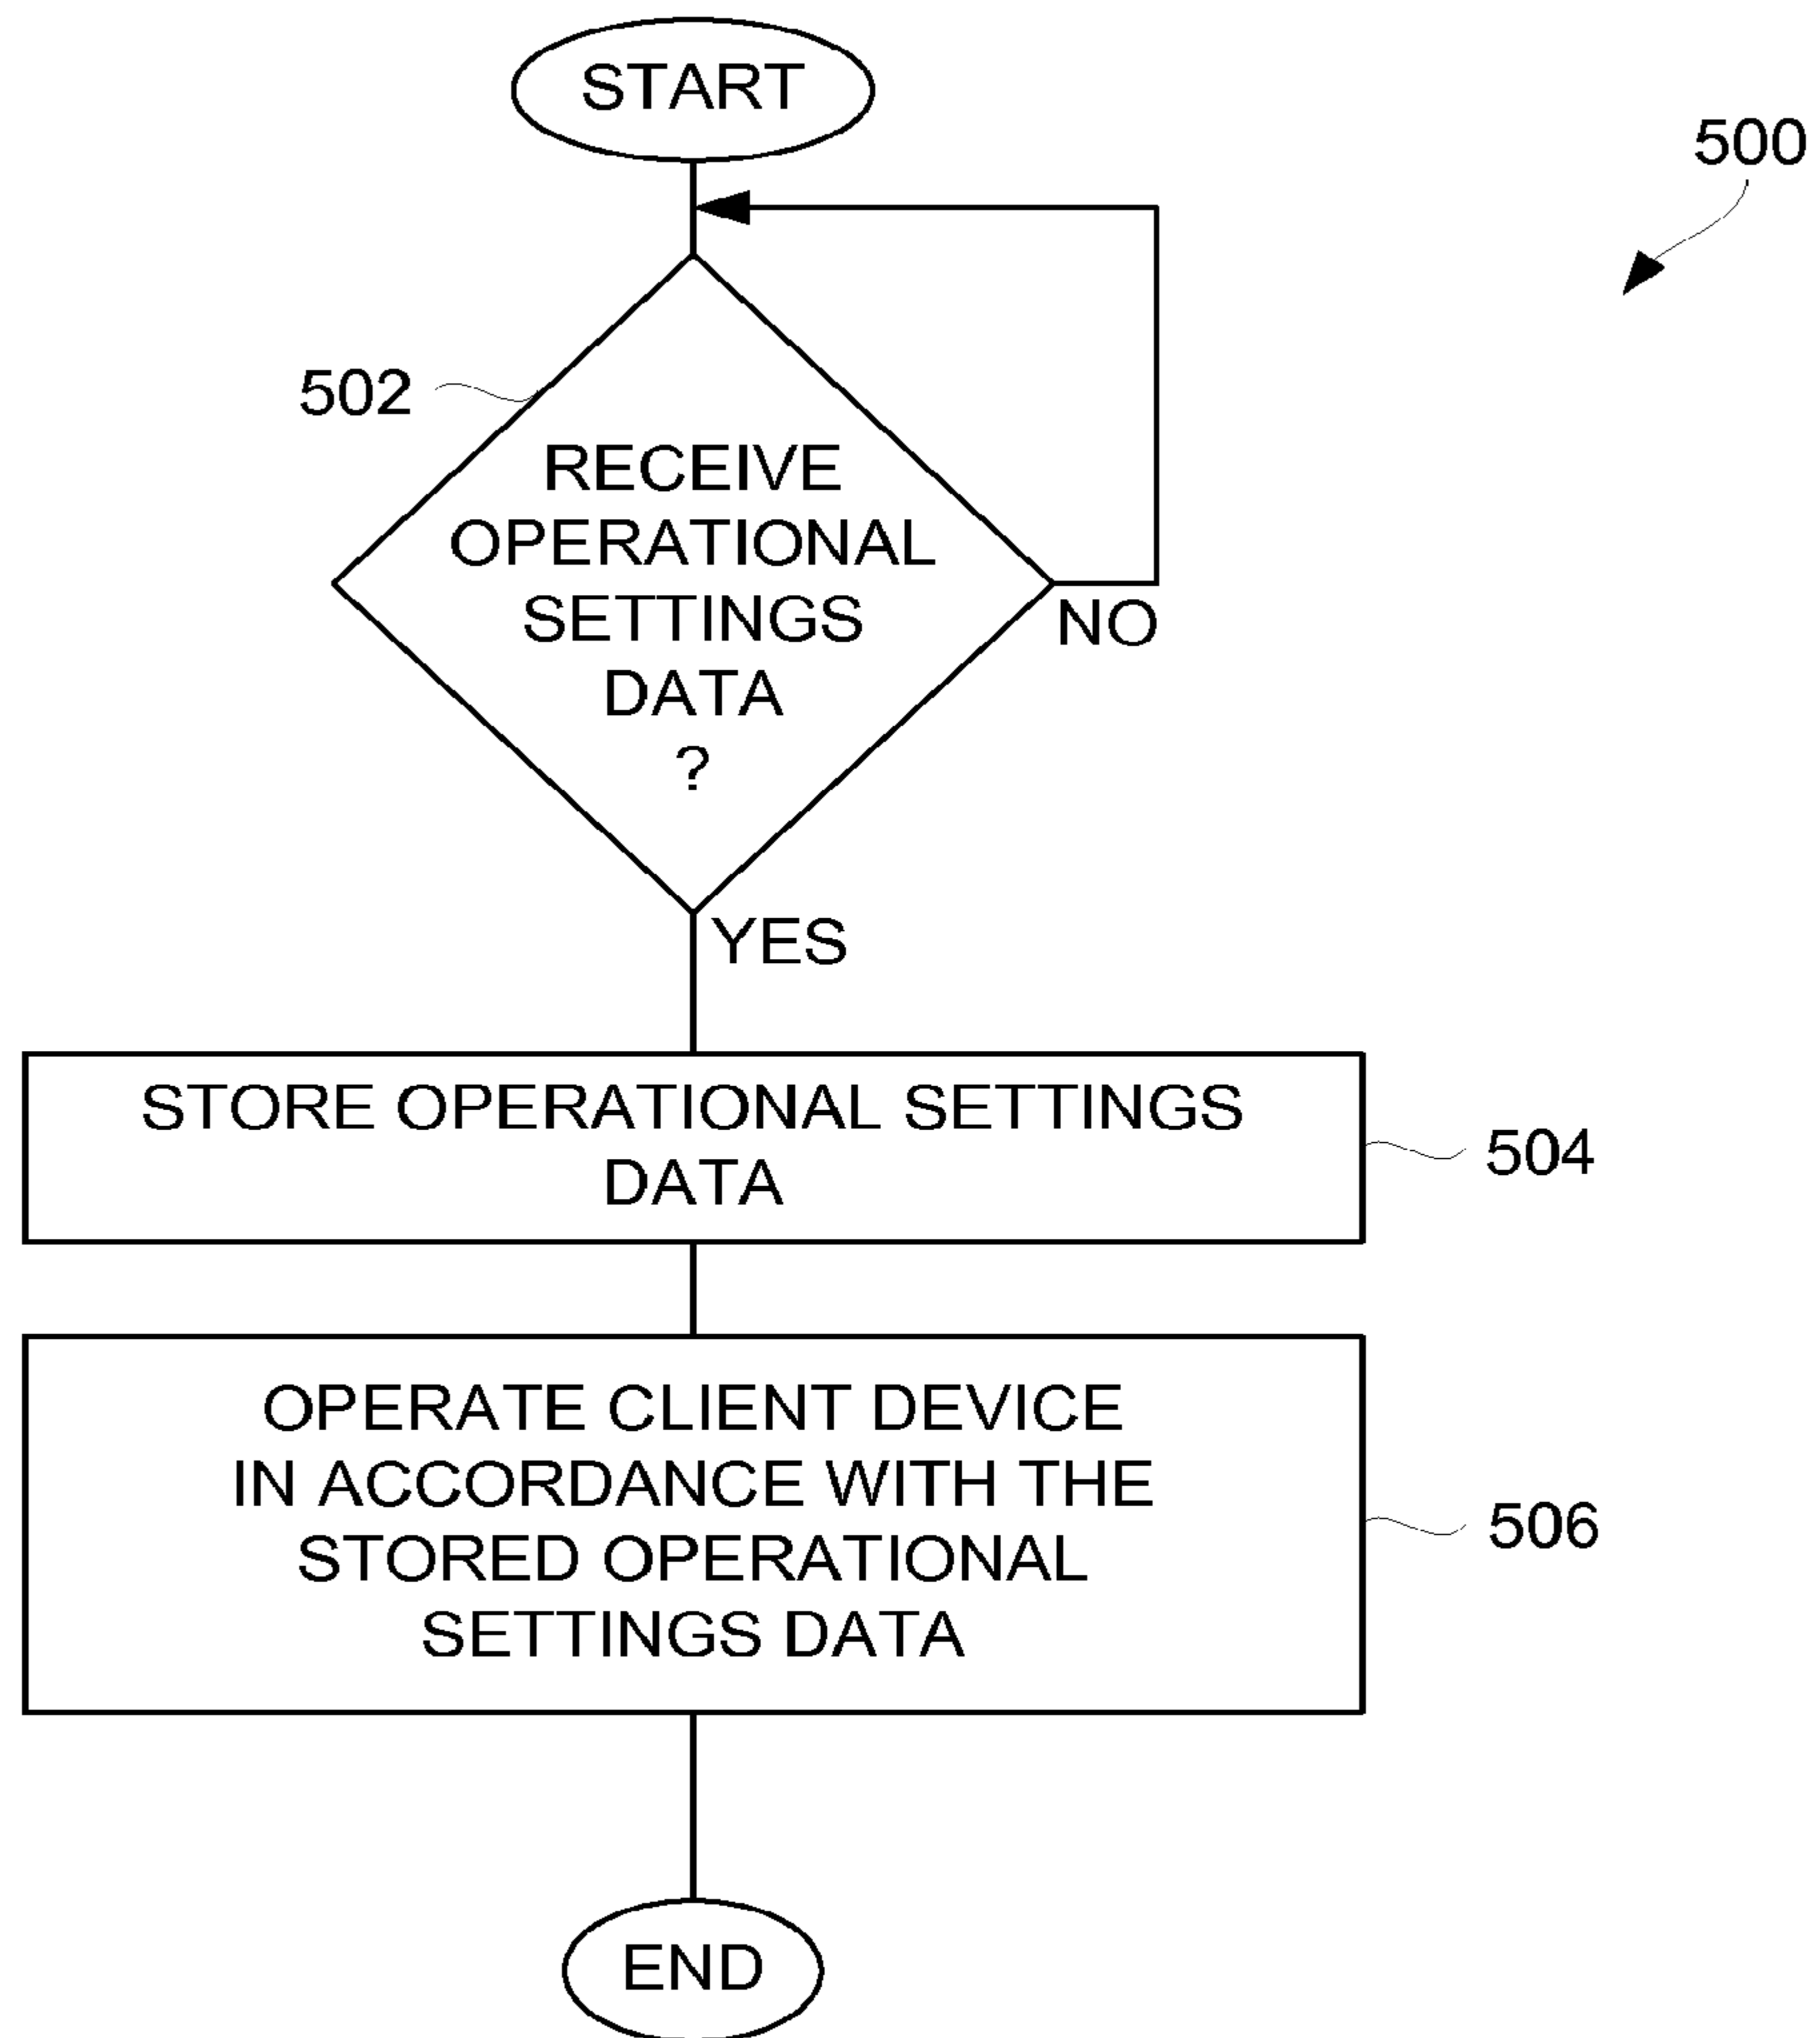 START
500
502
RECEIVE
OPERATIONAL
SETTINGS
DATA
?
NO
YES
STORE OPERATIONAL SETTINGS
DATA
504
OPERATE CLIENT DEVICE
IN ACCORDANCE WITH THE
STORED OPERATIONAL
SETTINGS DATA
506
END